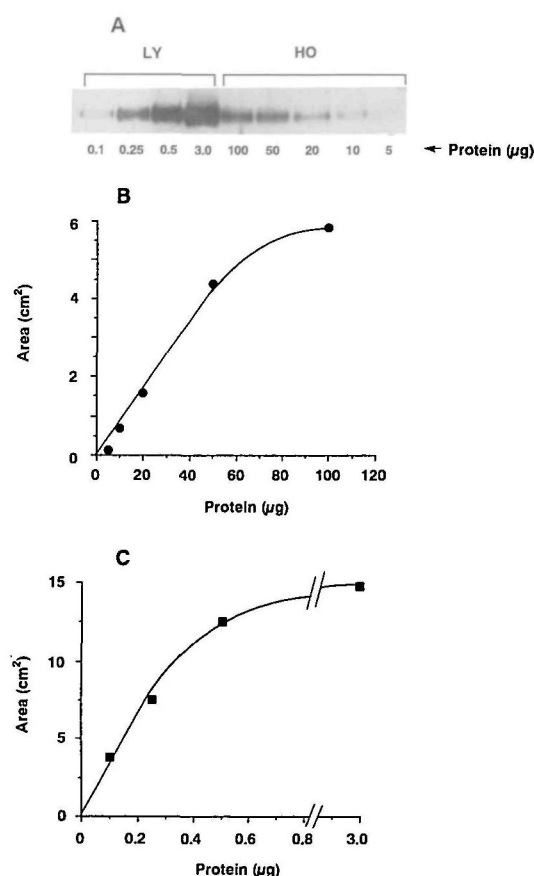 A
LY HO
0.1 0.25 0.5 3.0 100 50 20 10 5 ← Protein (µg)
B
6
4
2
0
Area (cm²)
0 20 40 60 80 100 120
Protein (µg)
C
15
10
5
0
Area (cm²)
0 0.2 0.4 0.6 0.8 3.0
Protein (µg)